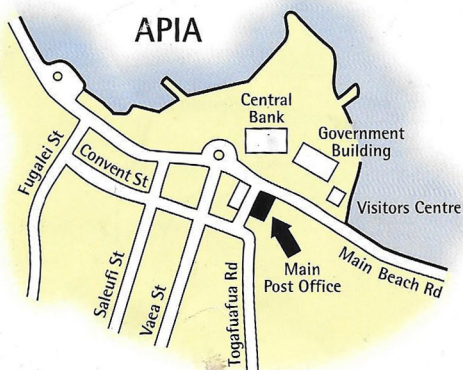 APIA
Central
Bank
Government
Building
Fugalei St
Convent St
Visitors Centre
Main Beach Rd
Main
Post Office
Saleufi St
Vaea St
Togafuafua Rd